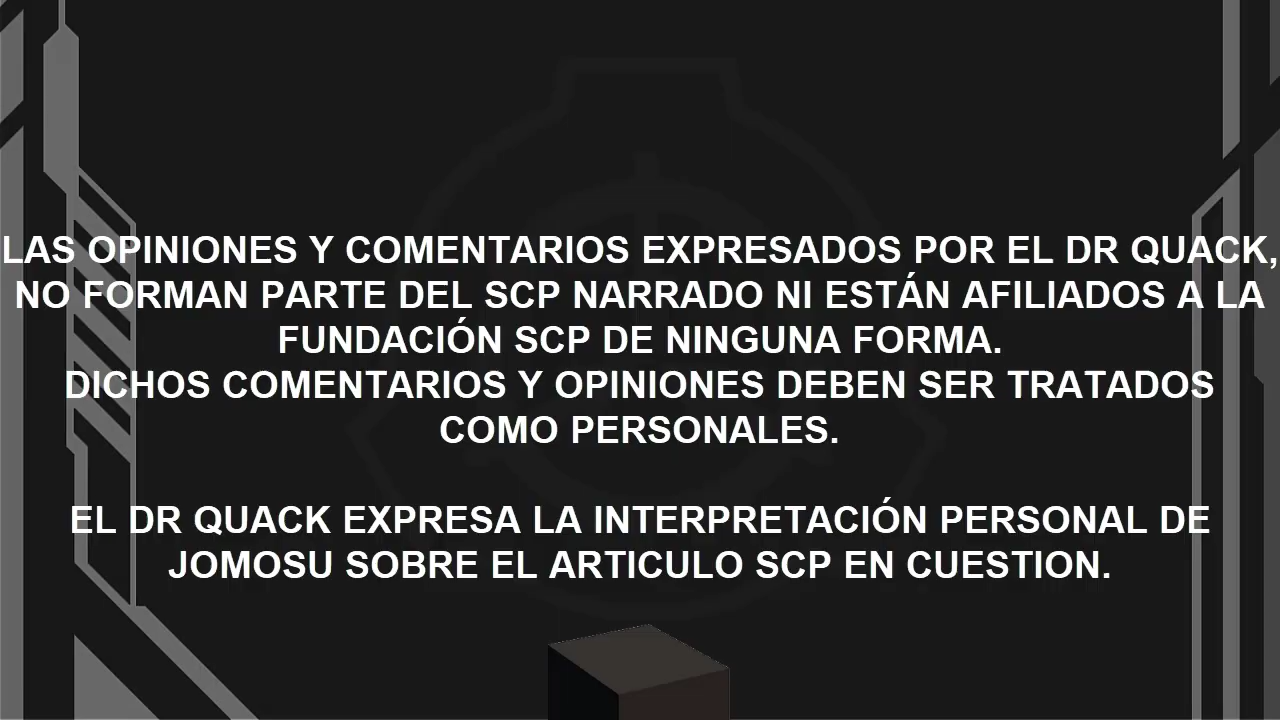 LAS OPINIONES Y COMENTARIOS EXPRESADOS POR EL DR QUACK,
NO FORMAN PARTE DEL SCP NARRADO NI ESTÁN AFILIADOS A LA
FUNDACIÓN SCP DE NINGUNA FORMA.
DICHOS COMENTARIOS Y OPINIONES DEBEN SER TRATADOS
COMO PERSONALES.
EL DR QUACK EXPRESA LA INTERPRETACIÓN PERSONAL DE
JOMOSU SOBRE EL ARTICULO SCP EN CUESTION.